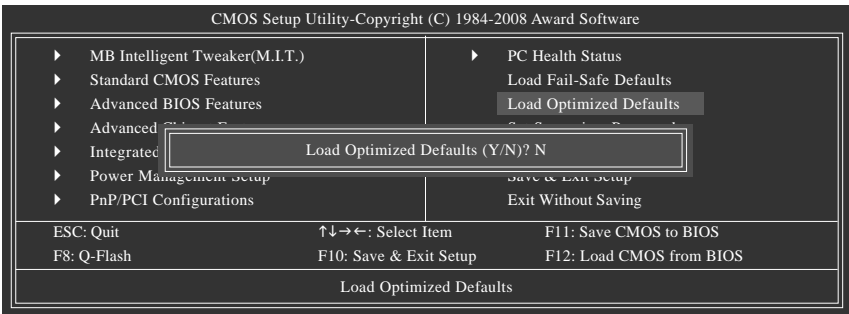 CMOS Setup Utility-Copyright (C) 1984-2008 Award Software
MB Intelligent Tweaker(M.I.T.)
Standard CMOS Features
Advanced BIOS Features
Advanced
Integrated
Power Management Setup
PnP/PCI Configurations
PC Health Status
Load Fail-Safe Defaults
Load Optimized Defaults
Save & Exit Setup
Exit Without Saving
Load Optimized Defaults (Y/N)? N
ESC: Quit ↑↓→←: Select Item F11: Save CMOS to BIOS
F8: Q-Flash F10: Save & Exit Setup F12: Load CMOS from BIOS
Load Optimized Defaults